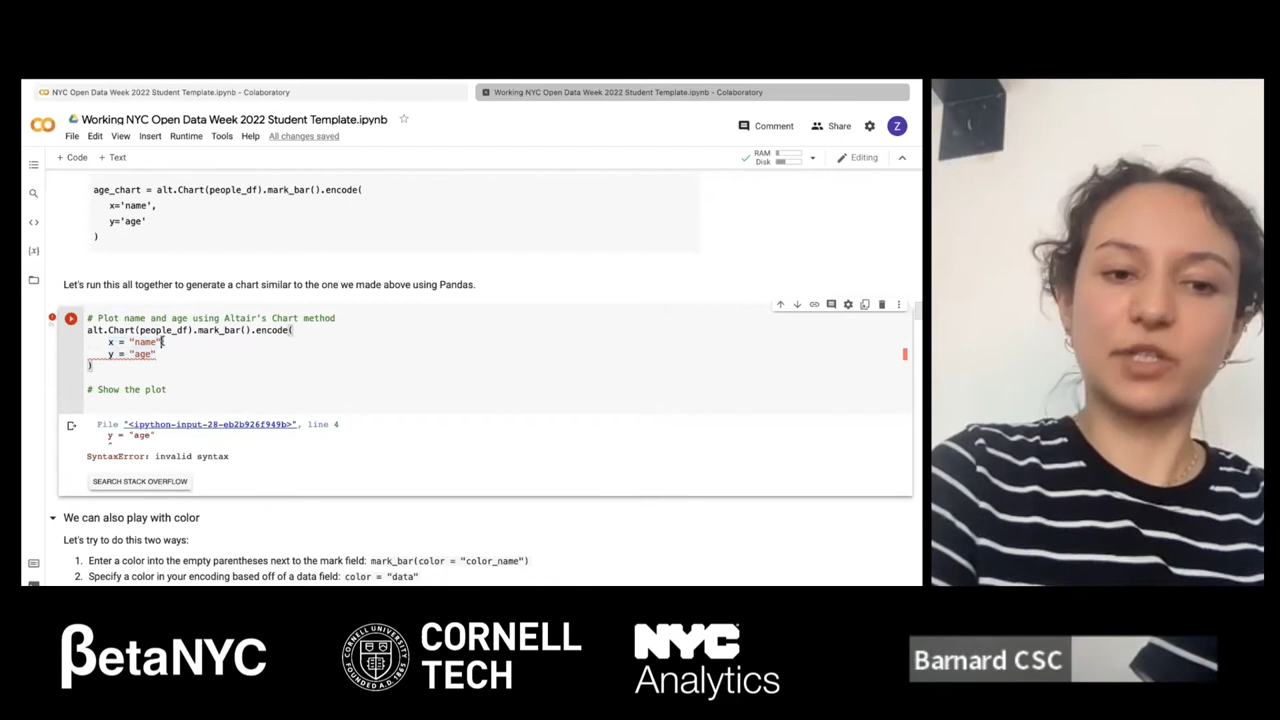 NYC Open Data Week 2022 Student Template.ipynb - Colaboratory
Working NYC Open Data Week 2022 Student Template.ipynb - Colaboratory
Working NYC Open Data Week 2022 Student Template.ipynb
Comment
Share
Z
File Edit View Insert Runtime Tools Help All changes saved
+ Code + Text
RAM
Disk
Editing
age_chart = alt.Chart(people_df).mark_bar().encode(
x='name',
y='age'
)
Let's run this all together to generate a chart similar to the one we made above using Pandas.
# Plot name and age using Altair's Chart method
alt.Chart(people_df).mark_bar().encode(
x = "name"
y = "age"
)
# Show the plot
File "<ipython-input-28-eb2b926f949b>", line 4
y = "age"
^
SyntaxError: invalid syntax
SEARCH STACK OVERFLOW
We can also play with color
Let's try to do this two ways:
1. Enter a color into the empty parentheses next to the mark field: mark_bar(color = "color_name")
2. Specify a color in your encoding based off of a data field: color = "data"
βetaNYC
CORNELL
TECH
NYC
Analytics
Barnard CSC